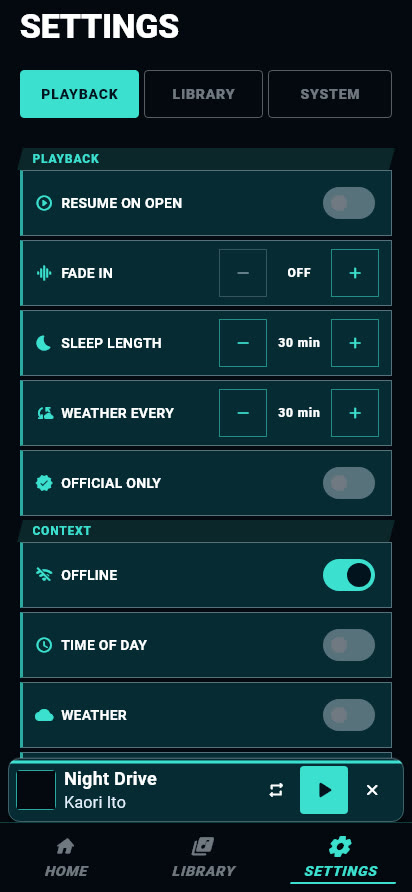 SETTINGS
PLAYBACK LIBRARY SYSTEM
PLAYBACK
RESUME ON OPEN
FADE IN − OFF +
SLEEP LENGTH − 30 min +
WEATHER EVERY − 30 min +
OFFICIAL ONLY
CONTEXT
OFFLINE
TIME OF DAY
WEATHER
Night Drive
Kaori Ito
HOME LIBRARY SETTINGS